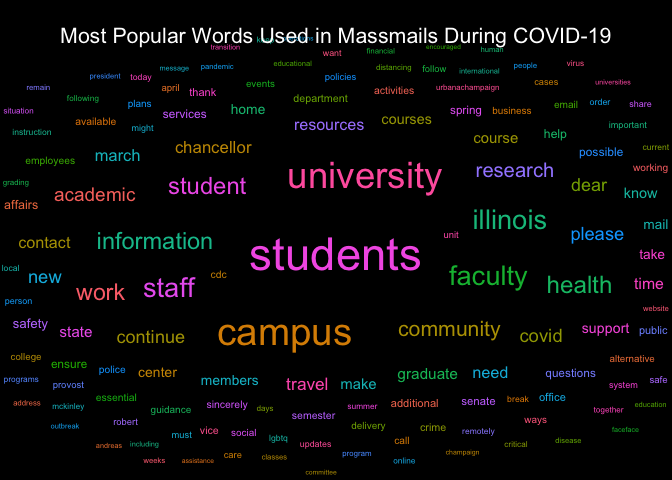 Most Popular Words Used in Massmails During COVID-19
transition
want
financial
encouraged
human
president
today
message
pandemic
educational
distancing
follow
international
people
virus
remain
following
april
thank
events
policies
activities
urbanachampaign
cases
universities
situation
plans
services
home
department
spring
business
email
order
share
instruction
available
might
resources
courses
course
help
important
employees
march
chancellor
research
possible
current
working
grading
academic
student
university
dear
know
affairs
illinois
mail
contact
information
unit
please
take
local
new
work
staff
cdc
students
faculty
health
time
person
website
safety
state
continue
campus
community
covid
support
public
college
ensure
police
center
members
travel
make
graduate
need
questions
alternative
programs
provost
system
safe
address
mckinley
essential
guidance
sincerely
days
semester
summer
additional
senate
break
office
together
education
outbreak
robert
vice
social
lgbtq
delivery
crime
remotely
ways
faceface
andreas
including
must
updates
call
critical
disease
weeks
assistance
care
classes
program
online
champaign
committee